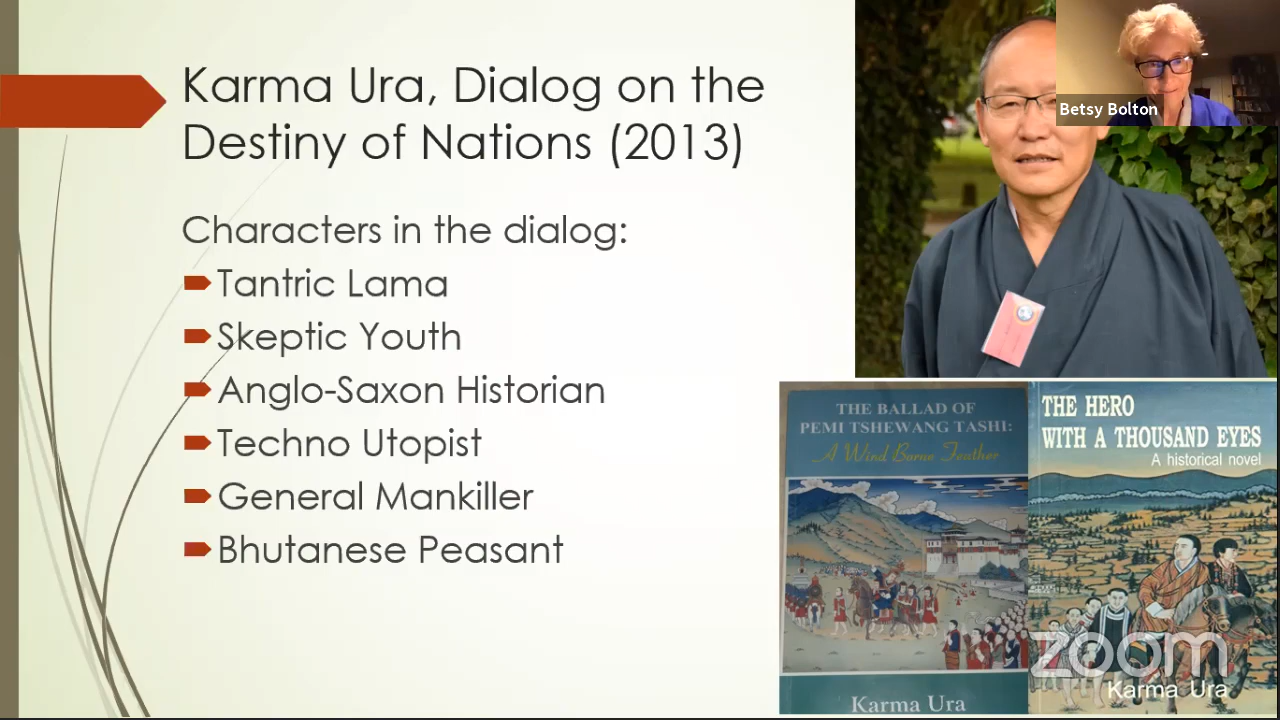 Karma Ura, Dialog on the
Destiny of Nations (2013)
Characters in the dialog:
Tantric Lama
Skeptic Youth
Anglo-Saxon Historian
Techno Utopist
General Mankiller
Bhutanese Peasant
Betsy Bolton
THE BALLAD OF
PEMI TSHEWANG TASHI:
A Wind Borne Feather
Karma Ura
THE HERO
WITH A THOUSAND EYES
A historical novel
zoom
Karma Ura